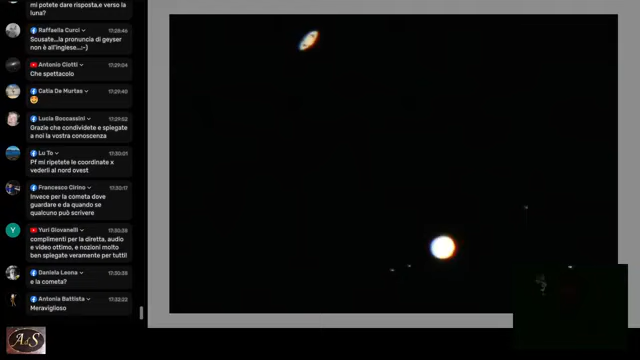 mi potete dare risposta,e verso la
luna?
Raffaella Curci 17:28:46
Scusate...la pronuncia di geyser
non è all'inglese...:-)
Antonio Ciotti 17:29:04
Che spettacolo
Catia De Murtas 17:29:40
Lucia Boccassini 17:29:52
Grazie che condividete e spiegate
a noi la vostra conoscenza
Lu To 17:30:01
Pf mi ripetete le coordinate x
vederli al nord ovest
Francesco Cirino 17:30:17
Invece per la cometa dove
guardare e da quando se
qualcuno può scrivere
Yuri Giovanelli 17:30:38
complimenti per la diretta, audio
e video ottimo, e nozioni molto
ben spiegate veramente per tutti!
Daniela Leona 17:30:38
e la cometa?
Antonia Battista 17:32:22
Meraviglioso
AdS